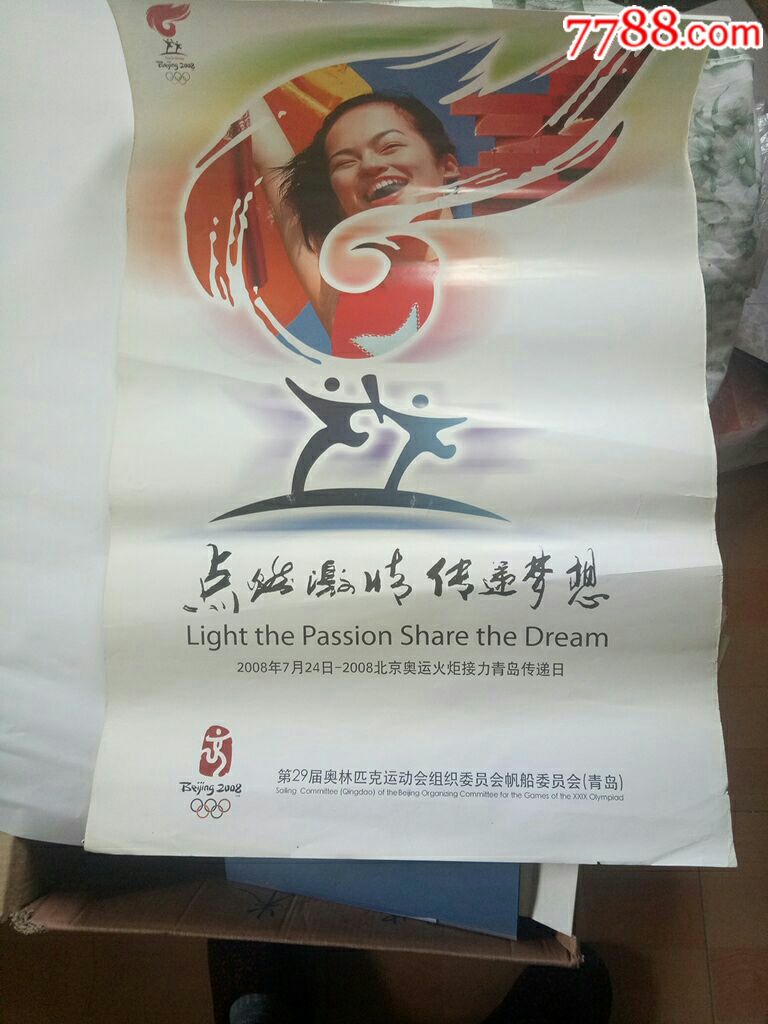 7788.com
Beijing 2008
点燃激情 传递梦想
Light the Passion Share the Dream
2008年7月24日-2008北京奥运火炬接力青岛传递日
Beijing 2008
第29届奥林匹克运动会组织委员会帆船委员会(青岛)
Sailing Committee (Qingdao) of the Beijing Organizing Committee for the Games of the XXIX Olympiad